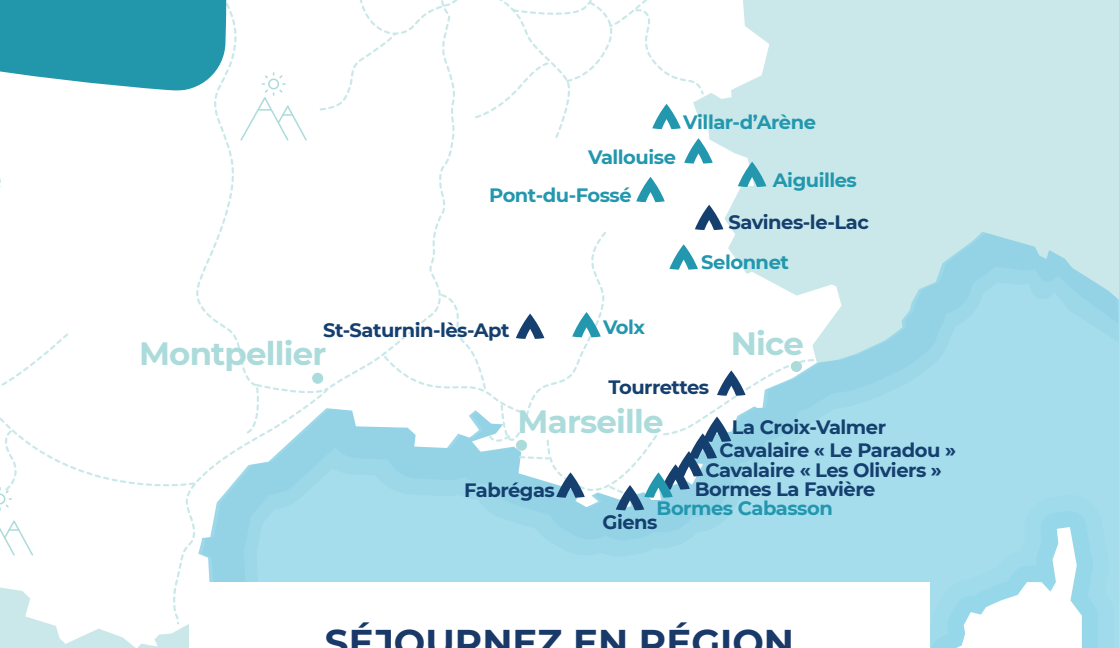 Villar-d’Arène
Vallouise
Aiguilles
Pont-du-Fossé
Savines-le-Lac
Selonnet
St-Saturnin-lès-Apt
Volx
Nice
Montpellier
Tourrettes
Marseille
La Croix-Valmer
Cavalaire « Le Paradou »
Cavalaire « Les Oliviers »
Fabrégas
Bormes La Favière
Bormes Cabasson
Giens
SÉJOURNEZ EN RÉGION